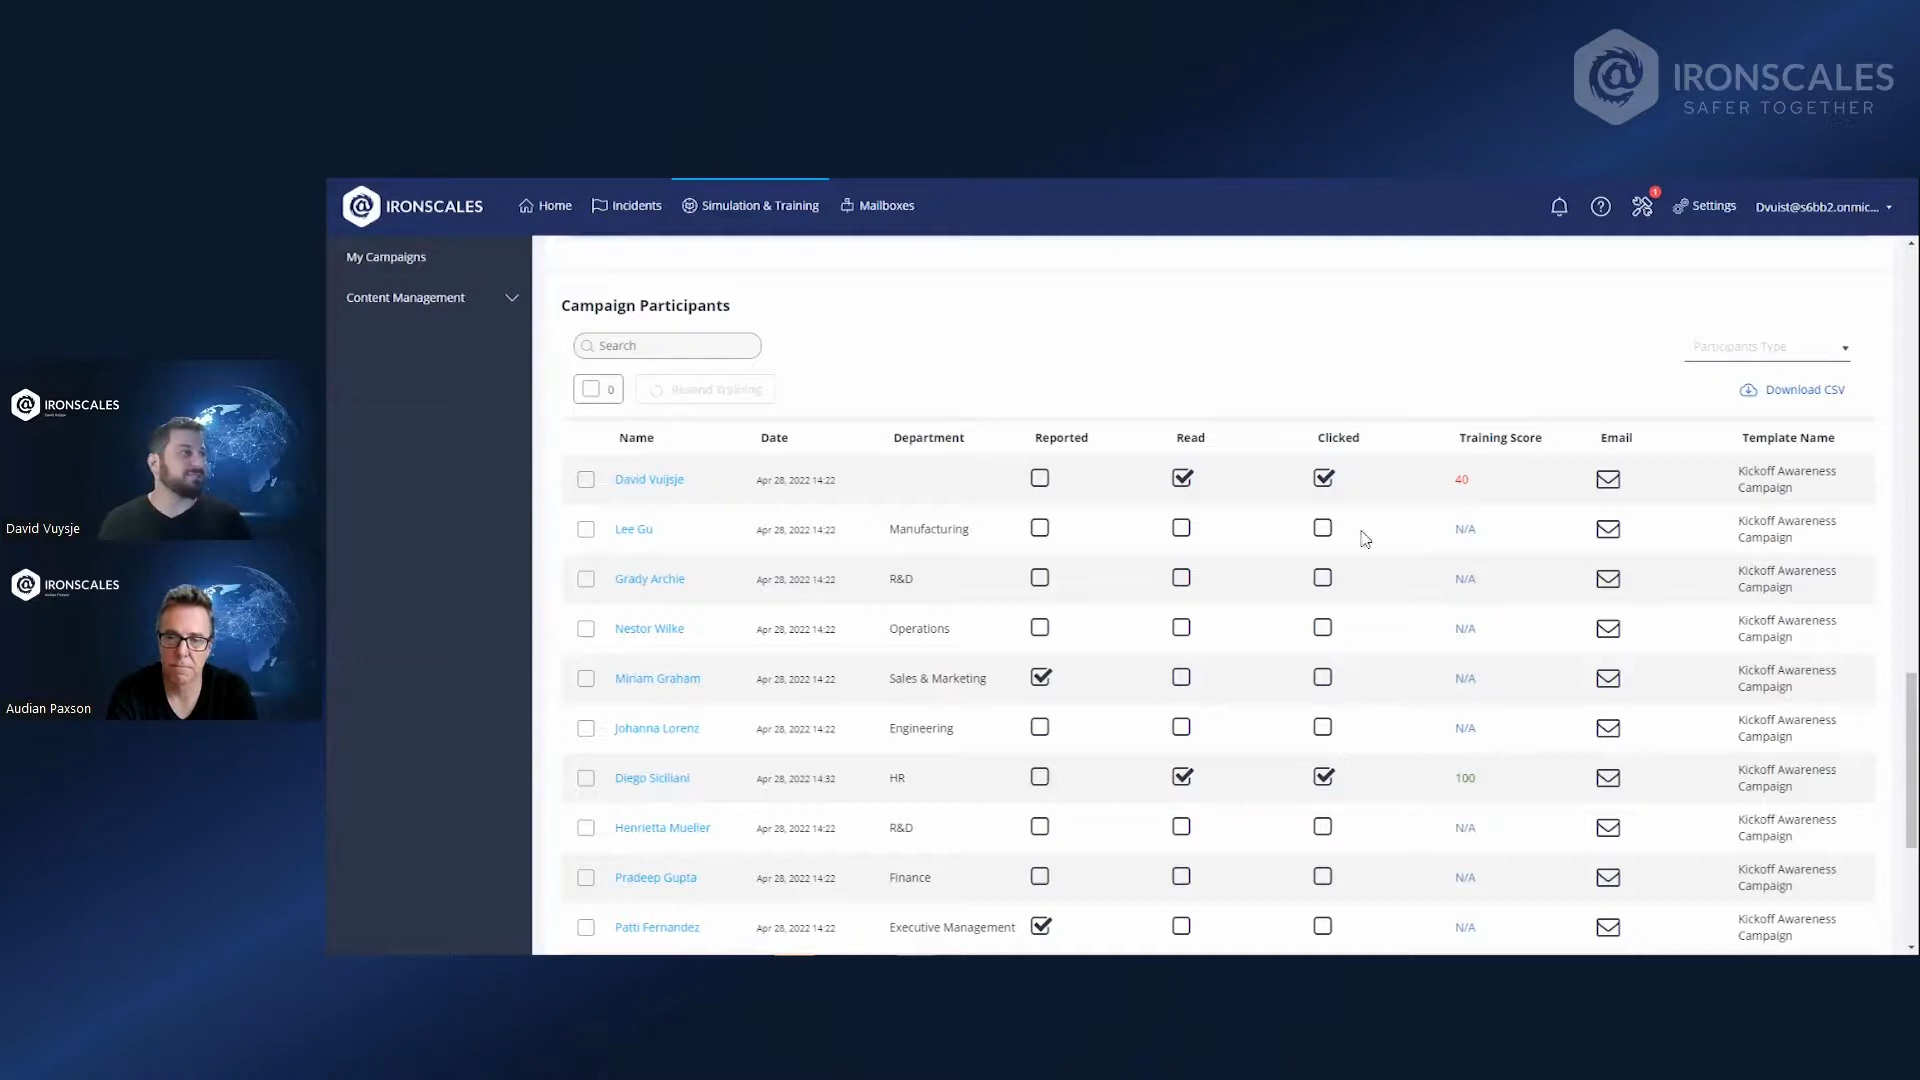 IRONSCALES
SAFER TOGETHER
IRONSCALES
Home
Incidents
Simulation & Training
Mailboxes
1
Settings
Dvuist@s6bb2.onmic...
My Campaigns
Content Management
Campaign Participants
Search
Participants Type
0
Resend Training
Download CSV
Name Date Department Reported Read Clicked Training Score Email Template Name
David Vuijsje Apr 28, 2022 14:22 40 Kickoff Awareness
Campaign
Lee Gu Apr 28, 2022 14:22 Manufacturing N/A Kickoff Awareness
Campaign
Grady Archie Apr 28, 2022 14:22 R&D N/A Kickoff Awareness
Campaign
Nestor Wilke Apr 28, 2022 14:22 Operations N/A Kickoff Awareness
Campaign
Miriam Graham Apr 28, 2022 14:22 Sales & Marketing N/A Kickoff Awareness
Campaign
Johanna Lorenz Apr 28, 2022 14:22 Engineering N/A Kickoff Awareness
Campaign
Diego Siciliani Apr 28, 2022 14:32 HR 100 Kickoff Awareness
Campaign
Henrietta Mueller Apr 28, 2022 14:22 R&D N/A Kickoff Awareness
Campaign
Pradeep Gupta Apr 28, 2022 14:22 Finance N/A Kickoff Awareness
Campaign
Patti Fernandez Apr 28, 2022 14:22 Executive Management N/A Kickoff Awareness
Campaign
IRONSCALES
David Vuysje
IRONSCALES
Audian Paxson